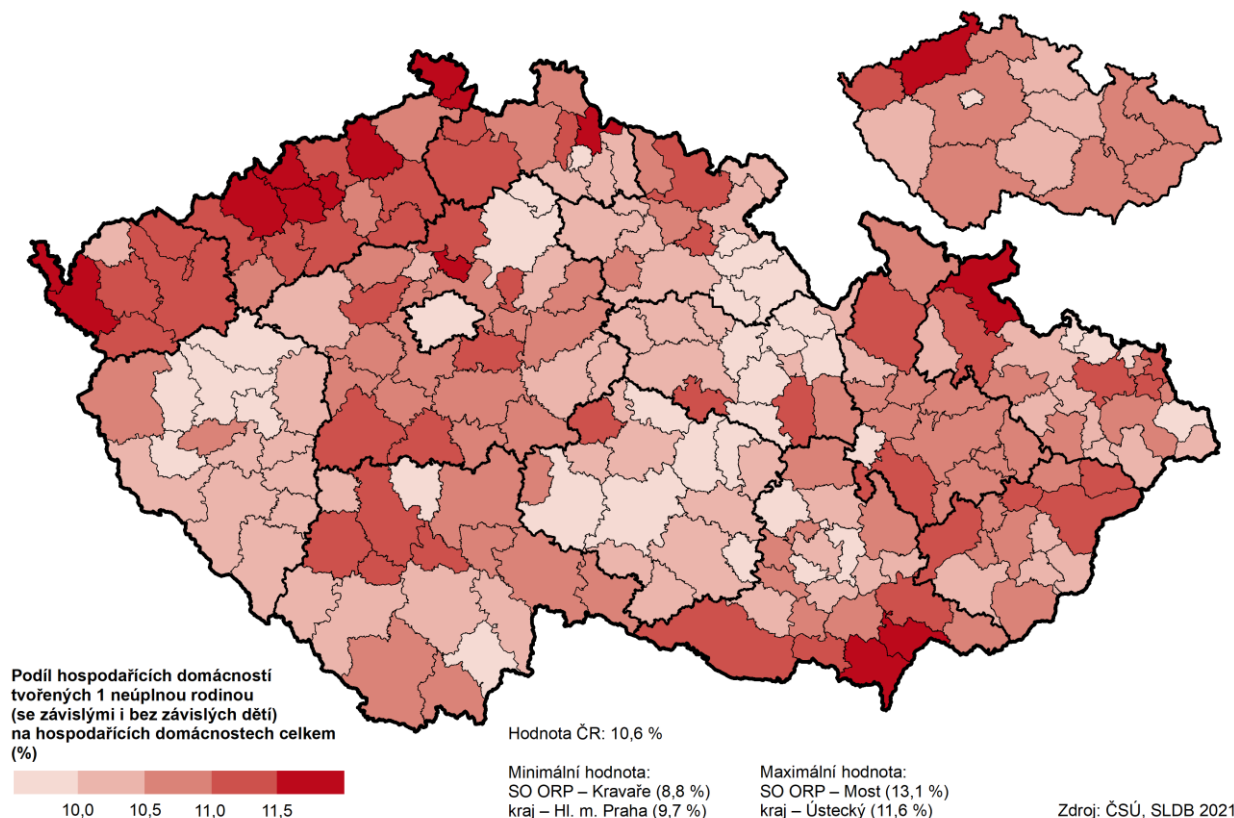 Podíl hospodařících domácností
tvořených 1 neúplnou rodinou
(se závislými i bez závislých dětí)
na hospodařících domácnostech celkem
(%)
10,0 10,5 11,0 11,5
Hodnota ČR: 10,6 %
Minimální hodnota:
SO ORP – Kravaře (8,8 %)
kraj – Hl. m. Praha (9,7 %)
Maximální hodnota:
SO ORP – Most (13,1 %)
kraj – Ústecký (11,6 %)
Zdroj: ČSÚ, SLDB 2021